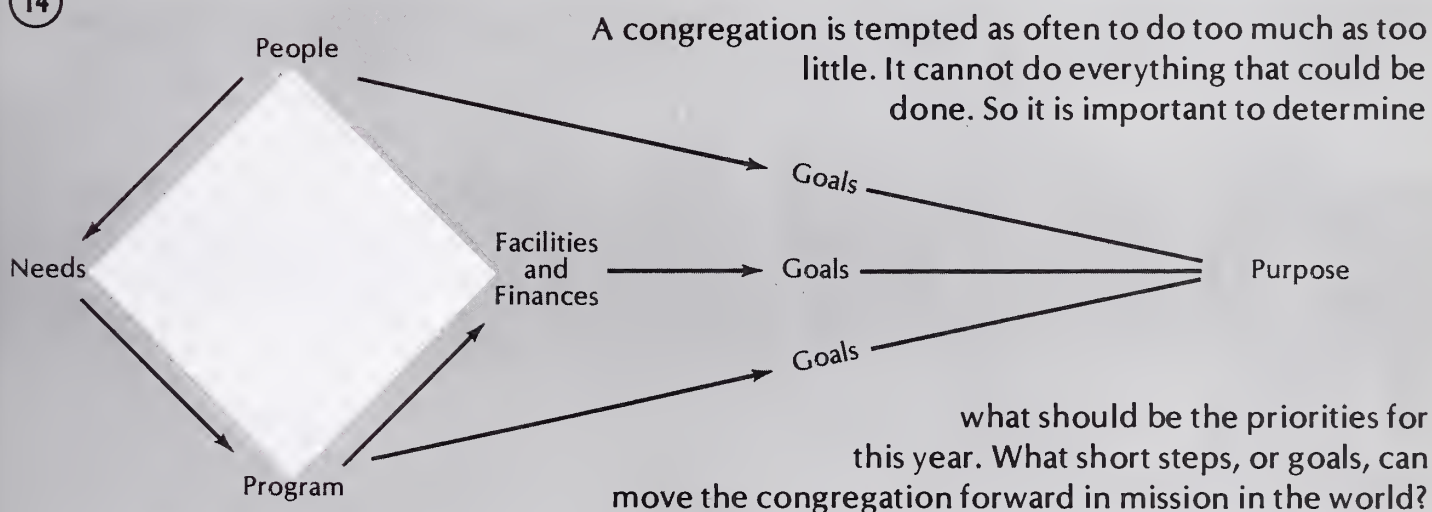 14
People
A congregation is tempted as often to do too much as too
little. It cannot do everything that could be
done. So it is important to determine
Goals
Needs
Facilities
and
Finances
Goals
Purpose
Goals
Program
what should be the priorities for
this year. What short steps, or goals, can
move the congregation forward in mission in the world?